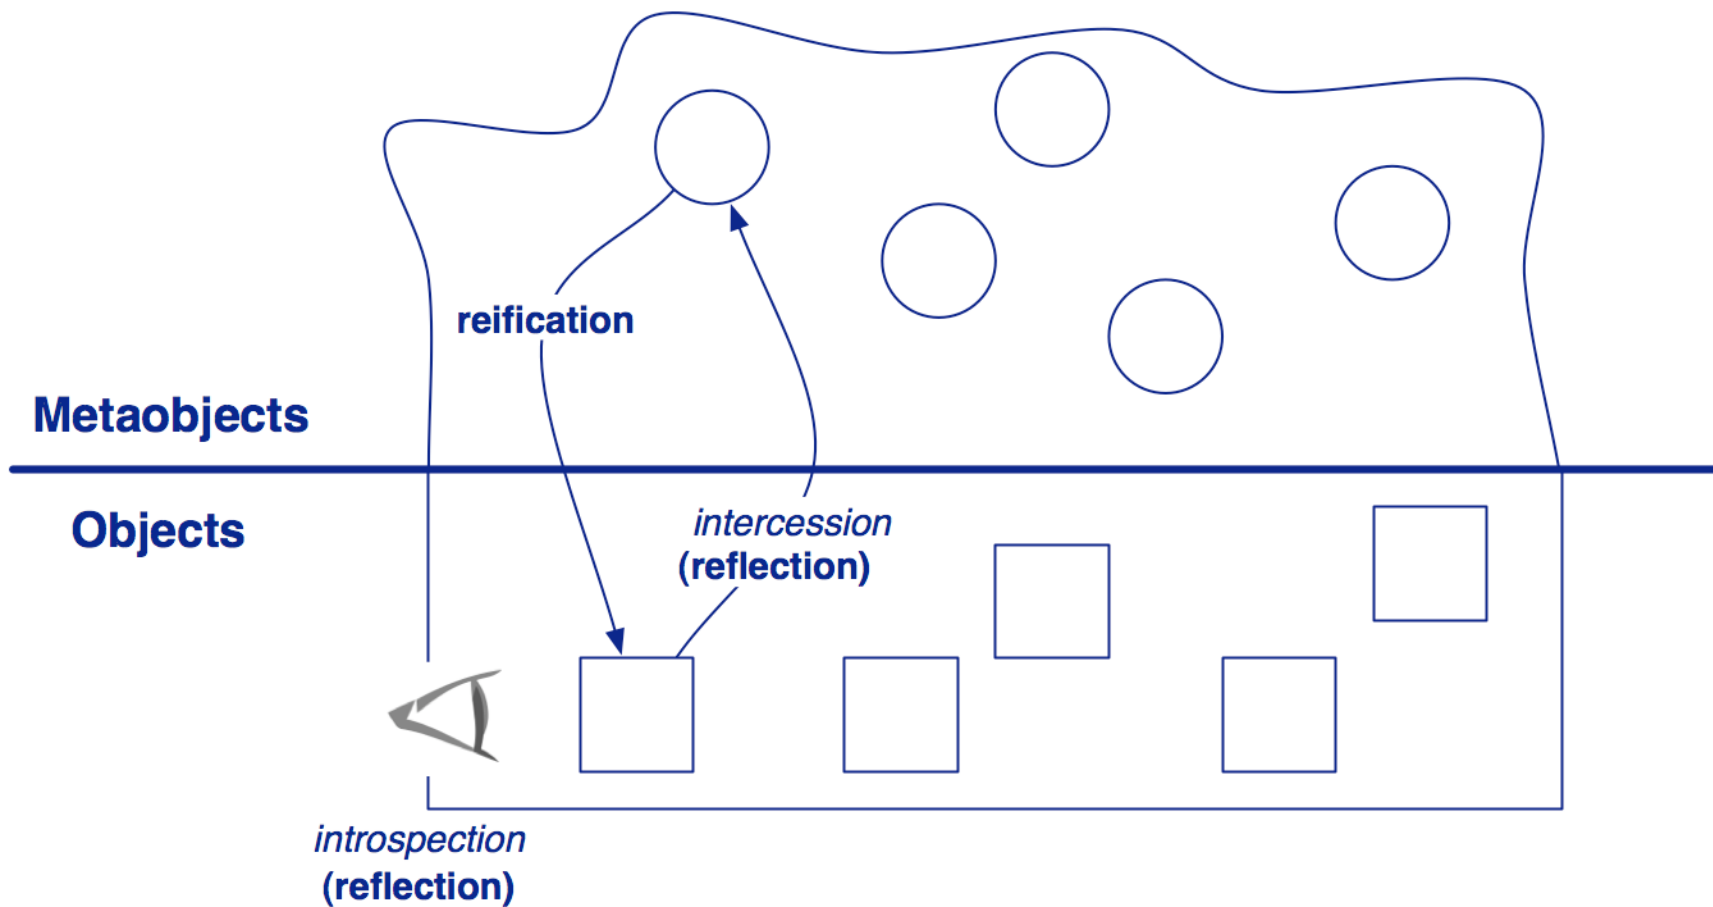 reification
Metaobjects
Objects
intercession
(reflection)
introspection
(reflection)